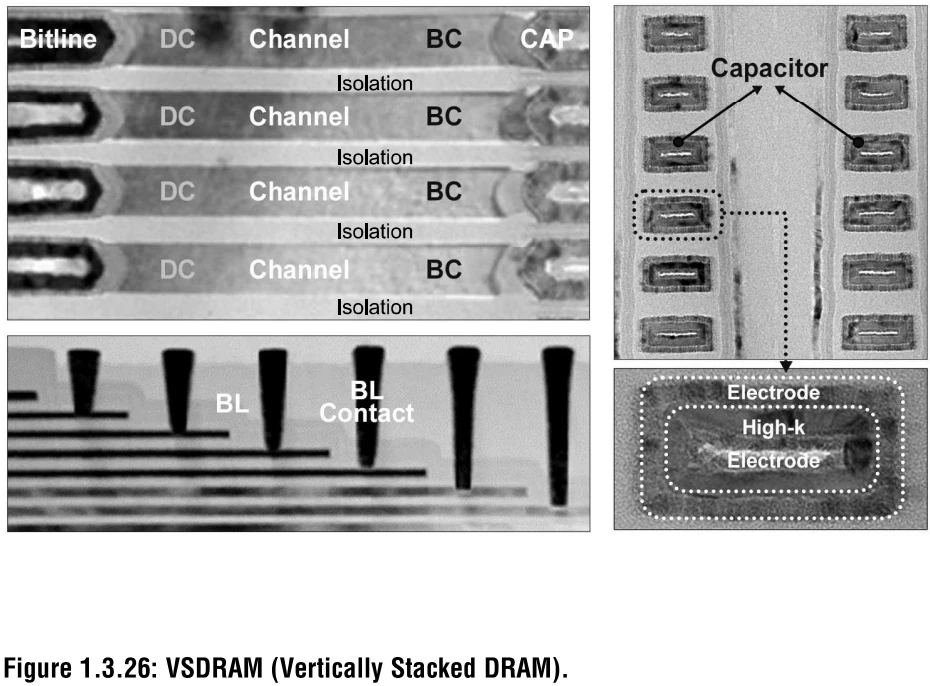 Bitline DC Channel BC CAP
Isolation
DC Channel BC
Isolation
DC Channel BC
Isolation
DC Channel BC
Isolation
Capacitor
BL
BL
Contact
Electrode
High-k
Electrode
Figure 1.3.26: VSDRAM (Vertically Stacked DRAM).